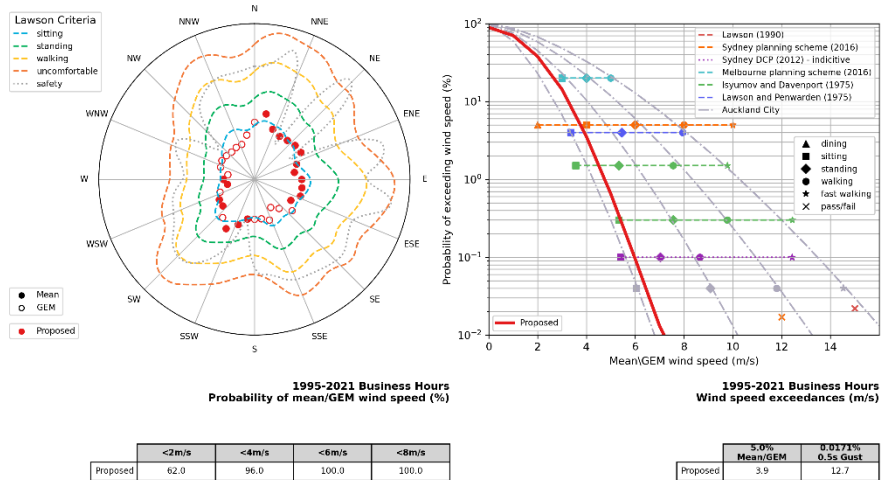 Lawson Criteria
sitting
standing
walking
uncomfortable
safety
N
NNE
NE
ENE
E
ESE
SE
SSE
S
SSW
SW
WSW
W
WNW
NW
NNW
Mean
GEM
Proposed
1995-2021 Business Hours
Probability of mean/GEM wind speed (%)
<2m/s <4m/s <6m/s <8m/s
Proposed 62.0 96.0 100.0 100.0
Probability of exceeding wind speed (%)
10²
10¹
10⁰
10⁻¹
10⁻²
0 2 4 6 8 10 12 14
Mean\GEM wind speed (m/s)
Lawson (1990)
Sydney planning scheme (2016)
Sydney DCP (2012) - indicitive
Melbourne planning scheme (2016)
Isyumov and Davenport (1975)
Lawson and Penwarden (1975)
Auckland City
dining
sitting
standing
walking
fast walking
pass/fail
Proposed
1995-2021 Business Hours
Wind speed exceedances (m/s)
5.0% 0.0171%
Mean/GEM 0.5s Gust
Proposed 3.9 12.7